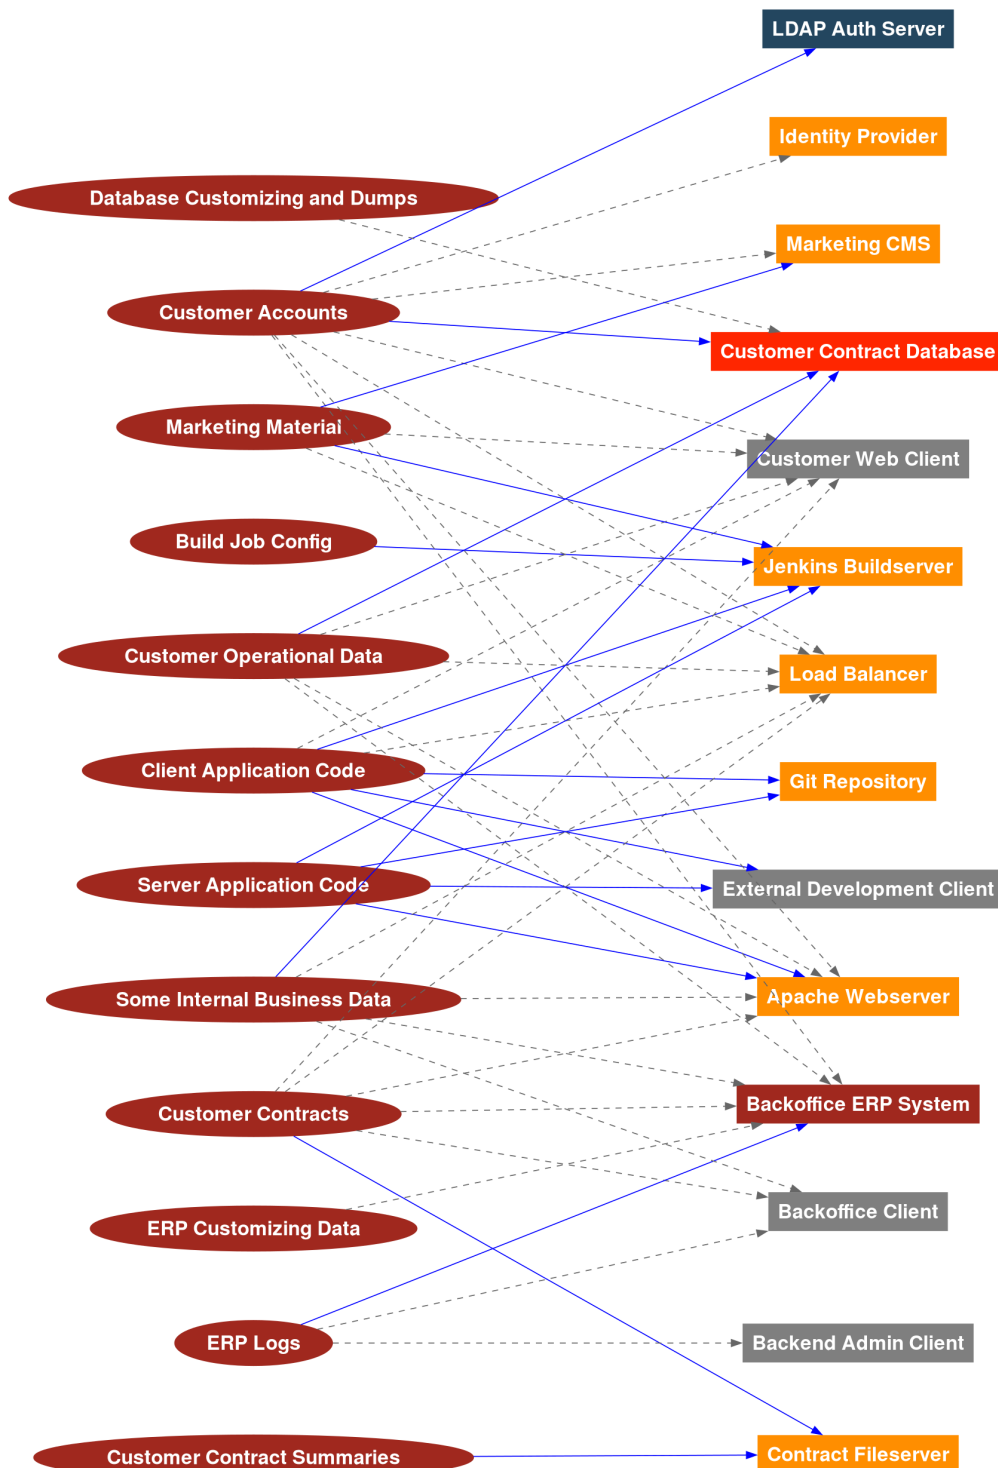 LDAP Auth Server
Identity Provider
Database Customizing and Dumps
Marketing CMS
Customer Accounts
Customer Contract Database
Marketing Material
Customer Web Client
Build Job Config
Jenkins Buildserver
Customer Operational Data
Load Balancer
Client Application Code
Git Repository
Server Application Code
External Development Client
Some Internal Business Data
Apache Webserver
Customer Contracts
Backoffice ERP System
ERP Customizing Data
Backoffice Client
ERP Logs
Backend Admin Client
Customer Contract Summaries
Contract Fileserver